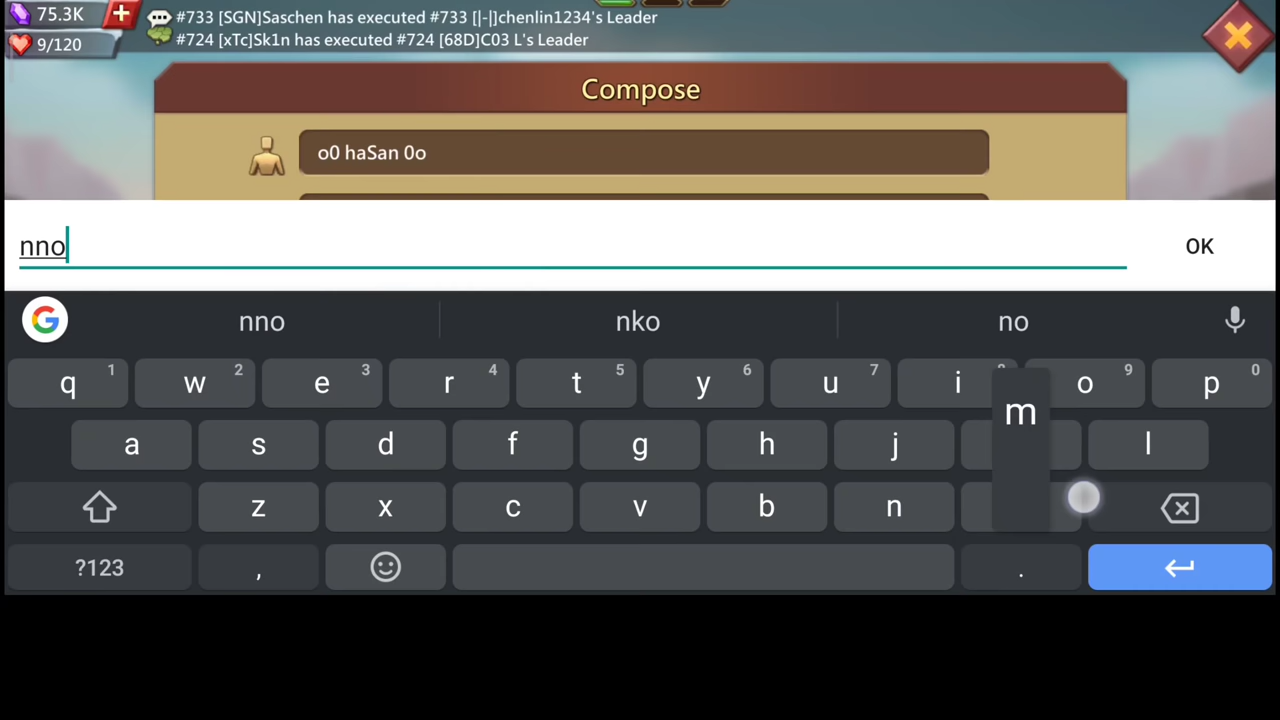 75.3K
#733 [SGN]Saschen has executed #733 [|-|]chenlin1234's Leader
9/120
#724 [xTc]Sk1n has executed #724 [68D]C03 L's Leader
Compose
o0 haSan 0o
nno
OK
nno nko no
q 1 w 2 e 3 r 4 t 5 y 6 u 7 i o 9 p 0
m
a s d f g h j l
z x c v b n
?123 , .